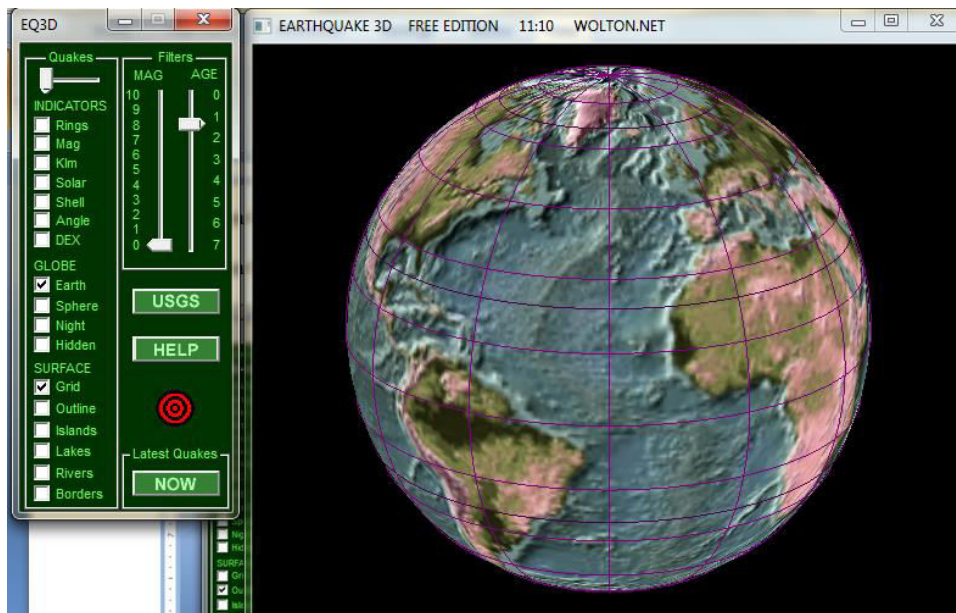 EQ3D
Quakes
INDICATORS
Rings
Mag
Klm
Solar
Shell
Angle
DEX
GLOBE
Earth
Sphere
Night
Hidden
SURFACE
Grid
Outline
Islands
Lakes
Rivers
Borders
Filters
MAG AGE
10 0
9
8 1
7 2
6
5 3
4 4
3 5
2
1 6
0 7
USGS
HELP
Latest Quakes
NOW
EARTHQUAKE 3D FREE EDITION 11:10 WOLTON.NET